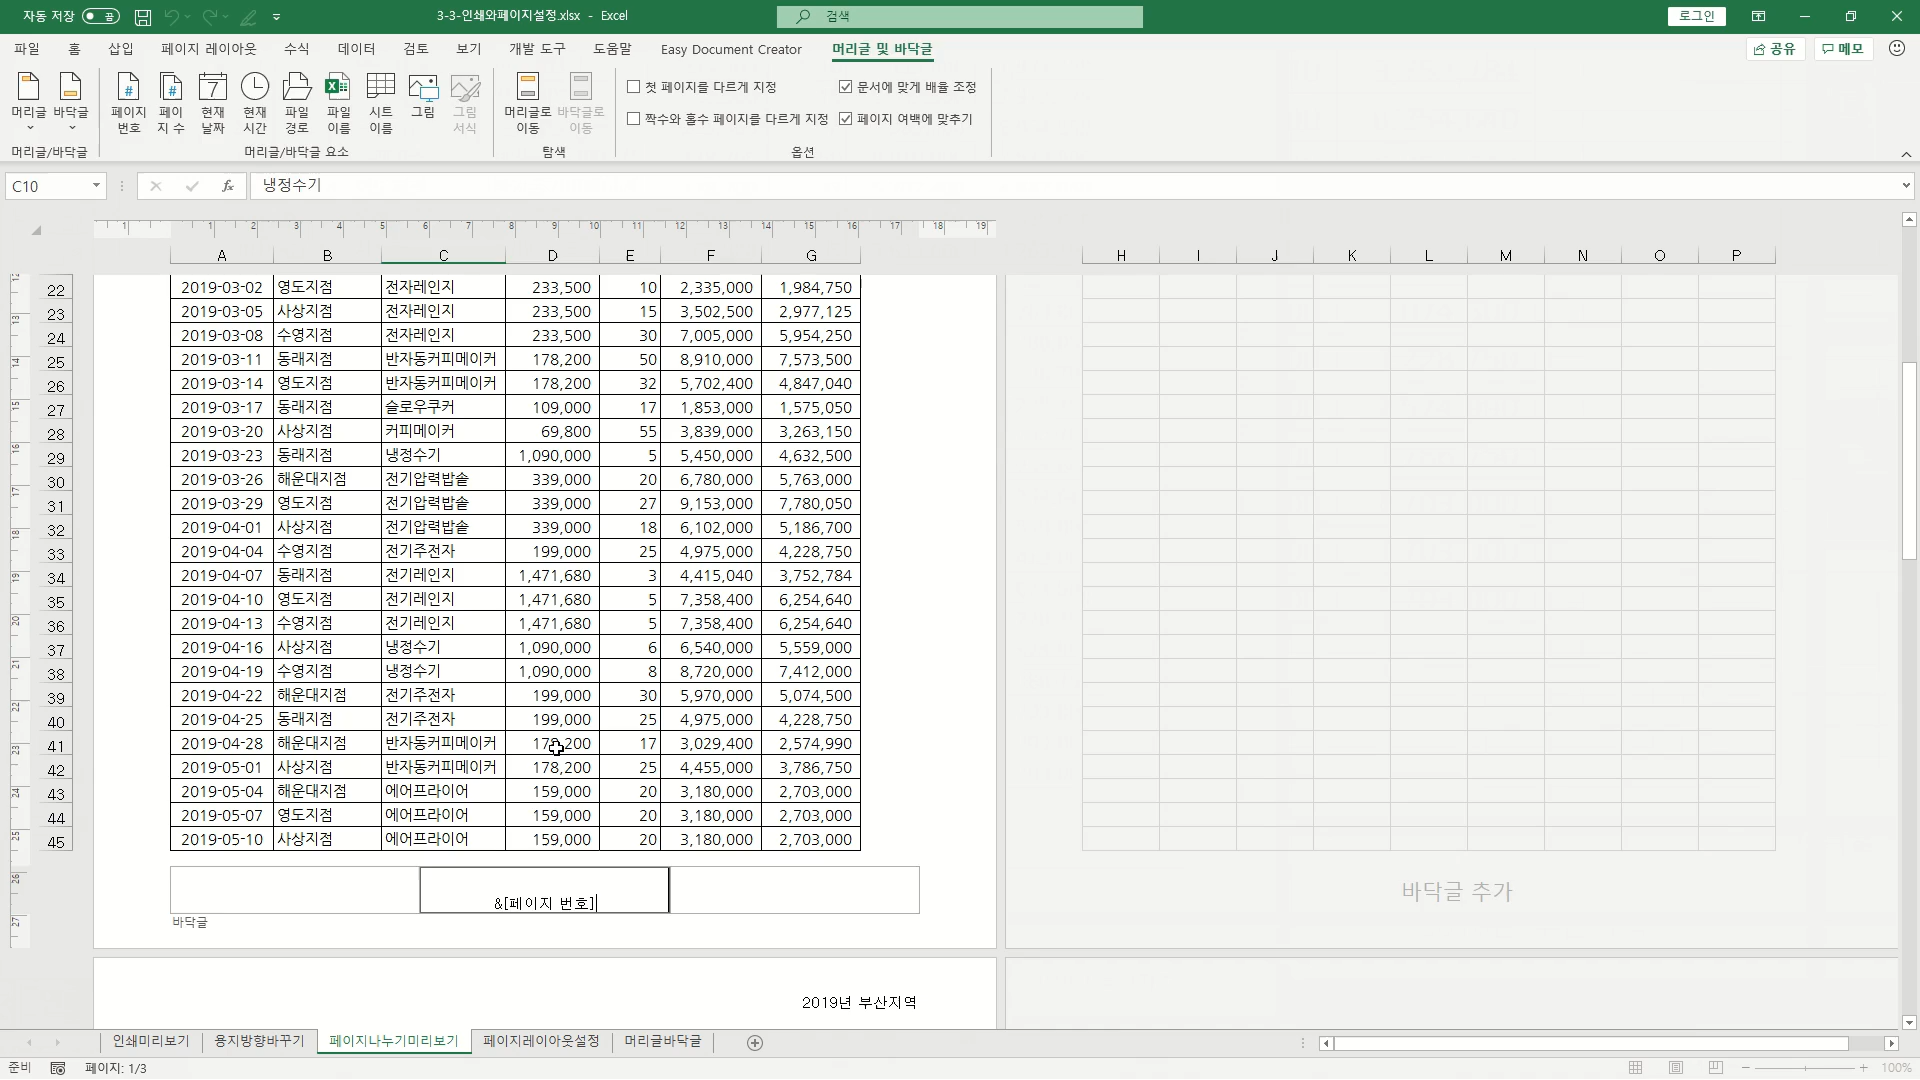 자동 저장 끔 3-3-인쇄와페이지설정.xlsx - Excel 검색 로그인
파일 홈 삽입 페이지 레이아웃 수식 데이터 검토 보기 개발 도구 도움말 Easy Document Creator 머리글 및 바닥글 공유 메모
머리글 바닥글 페이지 번호 페이지 수 현재 날짜 현재 시간 파일 경로 파일 이름 시트 이름 그림 그림 서식 머리글로 이동 바닥글로 이동
첫 페이지를 다르게 지정 문서에 맞게 배율 조정
짝수와 홀수 페이지를 다르게 지정 페이지 여백에 맞추기
머리글/바닥글 머리글/바닥글 요소 탐색 옵션
C10 fx 냉정수기
1 1 2 3 4 5 6 7 8 9 10 11 12 13 14 15 16 17 18 19
A B C D E F G H I J K L M N O P
22 2019-03-02 영도지점 전자레인지 233,500 10 2,335,000 1,984,750
23 2019-03-05 사상지점 전자레인지 233,500 15 3,502,500 2,977,125
24 2019-03-08 수영지점 전자레인지 233,500 30 7,005,000 5,954,250
25 2019-03-11 동래지점 반자동커피메이커 178,200 50 8,910,000 7,573,500
26 2019-03-14 영도지점 반자동커피메이커 178,200 32 5,702,400 4,847,040
27 2019-03-17 동래지점 슬로우쿠커 109,000 17 1,853,000 1,575,050
28 2019-03-20 사상지점 커피메이커 69,800 55 3,839,000 3,263,150
29 2019-03-23 동래지점 냉정수기 1,090,000 5 5,450,000 4,632,500
30 2019-03-26 해운대지점 전기압력밥솥 339,000 20 6,780,000 5,763,000
31 2019-03-29 영도지점 전기압력밥솥 339,000 27 9,153,000 7,780,050
32 2019-04-01 사상지점 전기압력밥솥 339,000 18 6,102,000 5,186,700
33 2019-04-04 수영지점 전기주전자 199,000 25 4,975,000 4,228,750
34 2019-04-07 동래지점 전기레인지 1,471,680 3 4,415,040 3,752,784
35 2019-04-10 영도지점 전기레인지 1,471,680 5 7,358,400 6,254,640
36 2019-04-13 수영지점 전기레인지 1,471,680 5 7,358,400 6,254,640
37 2019-04-16 사상지점 냉정수기 1,090,000 6 6,540,000 5,559,000
38 2019-04-19 수영지점 냉정수기 1,090,000 8 8,720,000 7,412,000
39 2019-04-22 해운대지점 전기주전자 199,000 30 5,970,000 5,074,500
40 2019-04-25 동래지점 전기주전자 199,000 25 4,975,000 4,228,750
41 2019-04-28 해운대지점 반자동커피메이커 178,200 17 3,029,400 2,574,990
42 2019-05-01 사상지점 반자동커피메이커 178,200 25 4,455,000 3,786,750
43 2019-05-04 해운대지점 에어프라이어 159,000 20 3,180,000 2,703,000
44 2019-05-07 영도지점 에어프라이어 159,000 20 3,180,000 2,703,000
45 2019-05-10 사상지점 에어프라이어 159,000 20 3,180,000 2,703,000
&[페이지 번호]
바닥글 추가
바닥글
2019년 부산지역
인쇄미리보기 용지방향바꾸기 페이지나누기미리보기 페이지레이아웃설정 머리글바닥글
준비 페이지: 1/3 100%